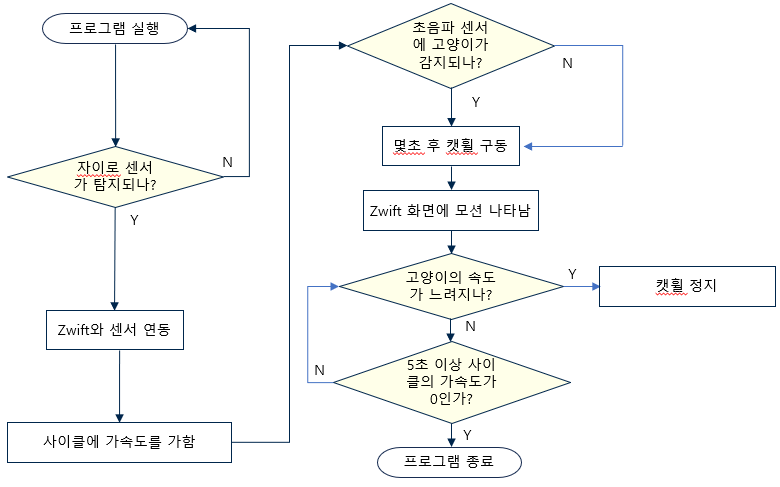 프로그램 실행
자이로 센서
가 탐지되나?
N
Y
Zwift와 센서 연동
사이클에 가속도를 가함
초음파 센서
에 고양이가
감지되나?
N
Y
몇초 후 캣휠 구동
Zwift 화면에 모션 나타남
고양이의 속도
가 느려지나?
Y
캣휠 정지
N
5초 이상 사이
클의 가속도가
0인가?
N
Y
프로그램 종료